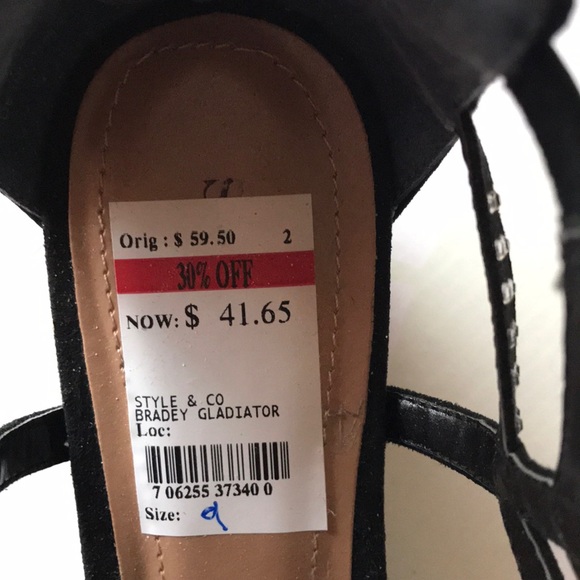 Orig : $ 59.50 2
30% OFF
NOW: $ 41.65
STYLE & CO
BRADEY GLADIATOR
Loc:
7 06255 37340 0
Size: 9